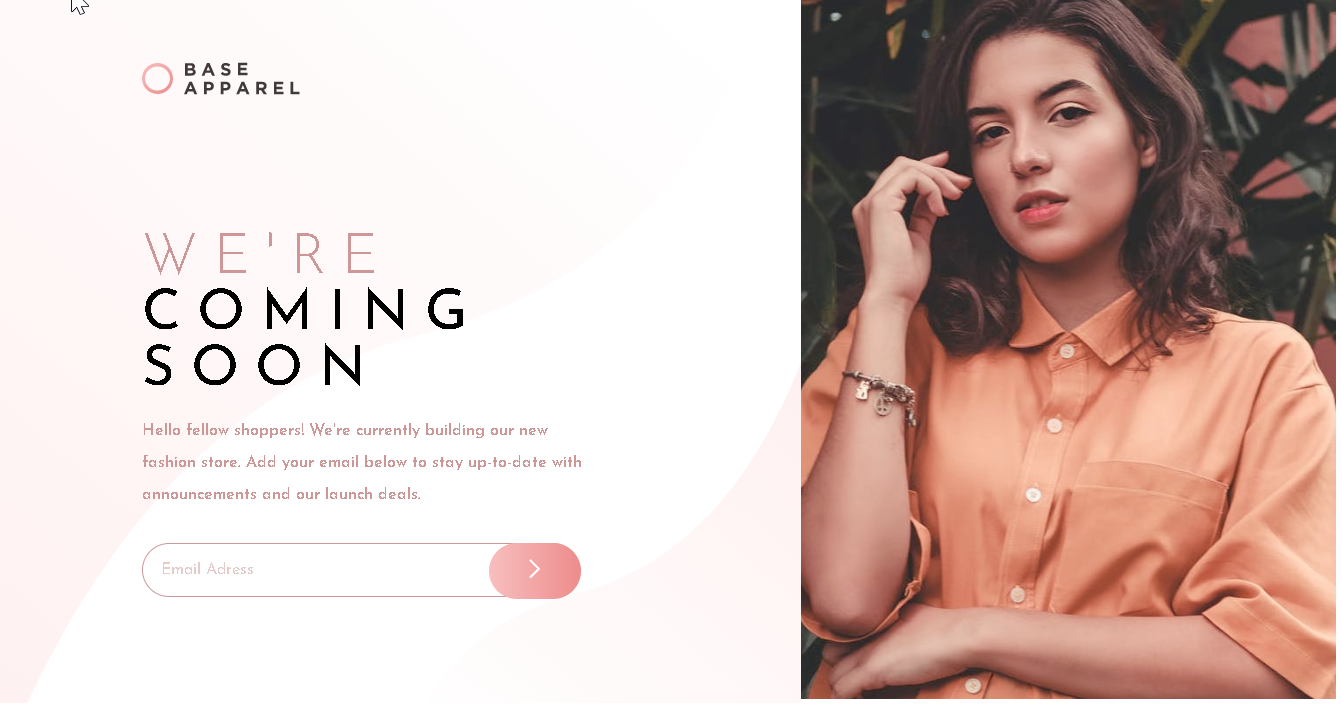 BASE
APPAREL
WE'RE
COMING
SOON
Hello fellow shoppers! We're currently building our new
fashion store. Add your email below to stay up-to-date with
announcements and our launch deals.
Email Adress